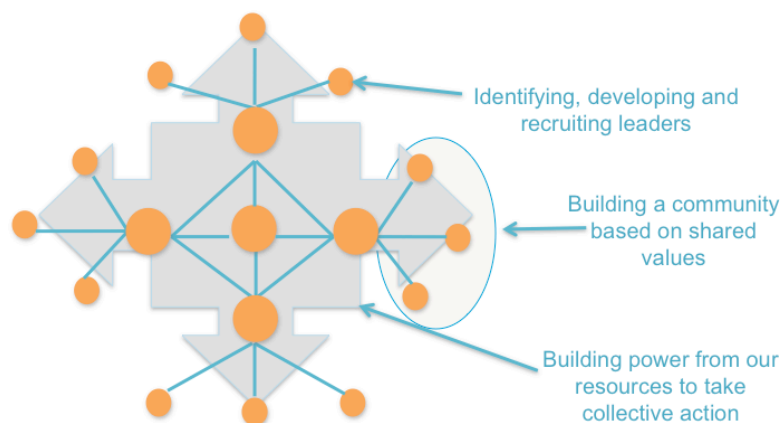 Identifying, developing and
recruiting leaders
Building a community
based on shared
values
Building power from our
resources to take
collective action